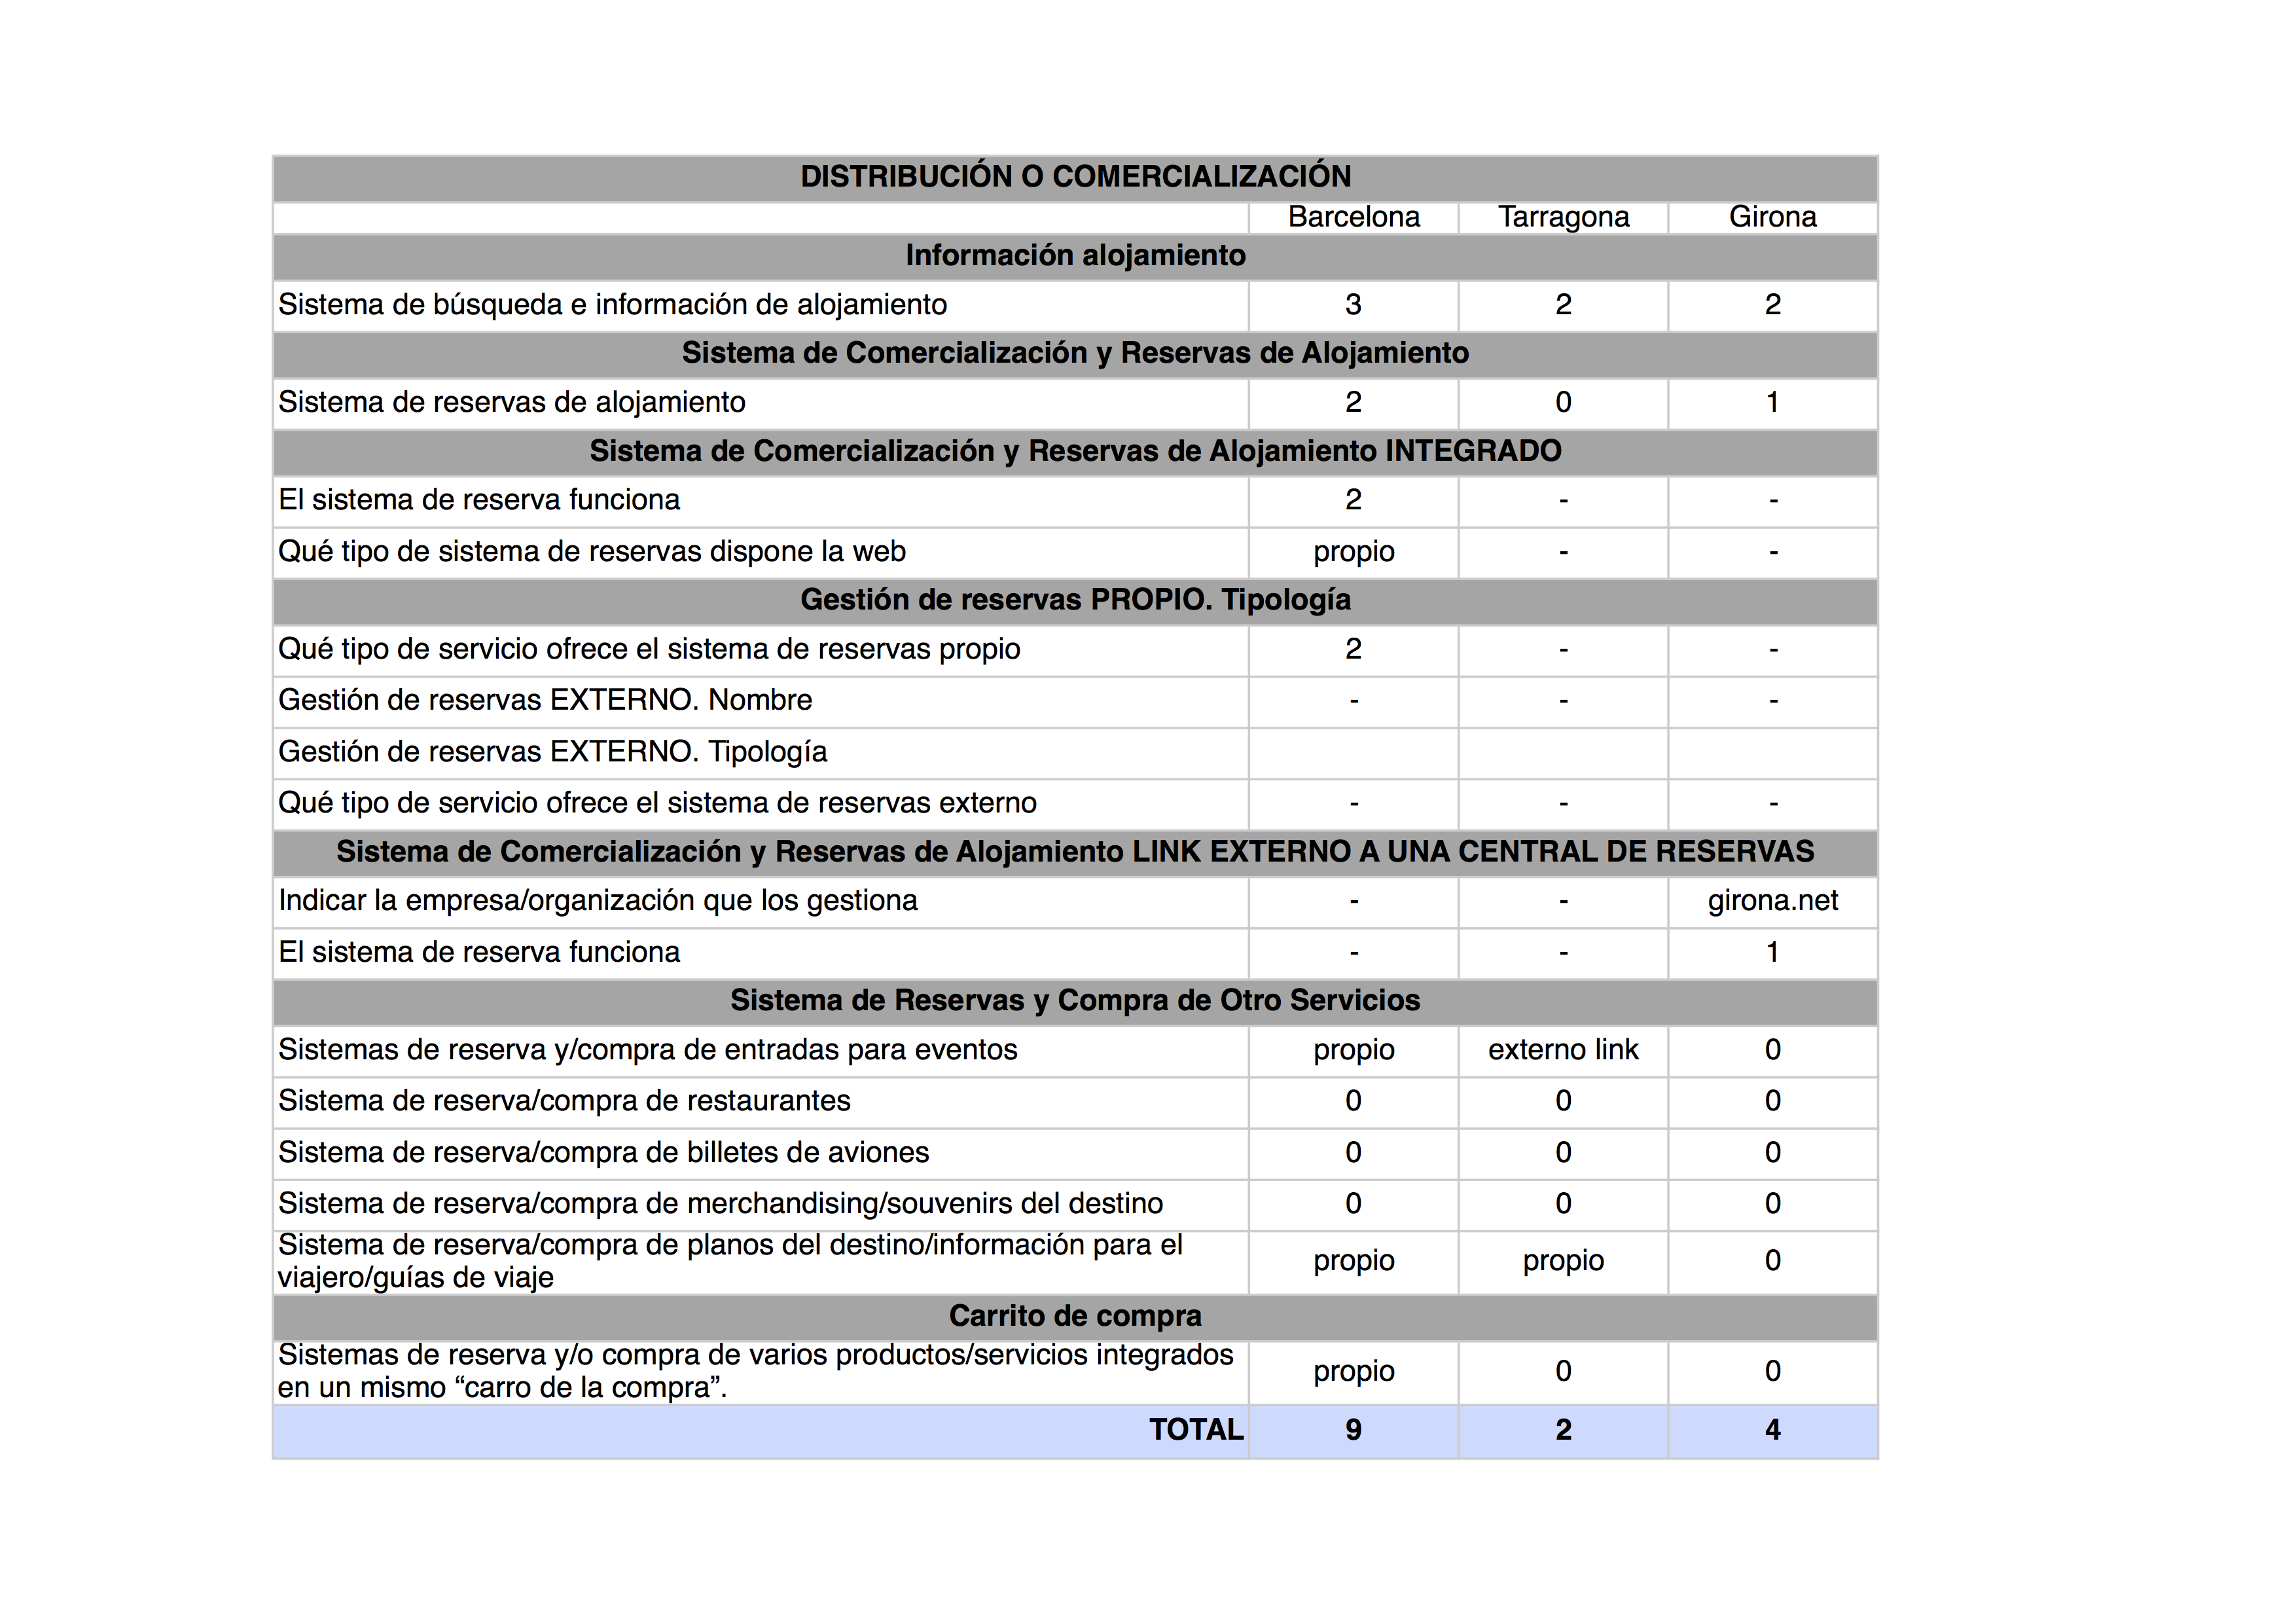 DISTRIBUCIÓN O COMERCIALIZACIÓN
Barcelona Tarragona Girona
Información alojamiento
Sistema de búsqueda e información de alojamiento 3 2 2
Sistema de Comercialización y Reservas de Alojamiento
Sistema de reservas de alojamiento 2 0 1
Sistema de Comercialización y Reservas de Alojamiento INTEGRADO
El sistema de reserva funciona 2 - -
Qué tipo de sistema de reservas dispone la web propio - -
Gestión de reservas PROPIO. Tipología
Qué tipo de servicio ofrece el sistema de reservas propio 2 - -
Gestión de reservas EXTERNO. Nombre - - -
Gestión de reservas EXTERNO. Tipología
Qué tipo de servicio ofrece el sistema de reservas externo - - -
Sistema de Comercialización y Reservas de Alojamiento LINK EXTERNO A UNA CENTRAL DE RESERVAS
Indicar la empresa/organización que los gestiona - - girona.net
El sistema de reserva funciona - - 1
Sistema de Reservas y Compra de Otro Servicios
Sistemas de reserva y/compra de entradas para eventos propio externo link 0
Sistema de reserva/compra de restaurantes 0 0 0
Sistema de reserva/compra de billetes de aviones 0 0 0
Sistema de reserva/compra de merchandising/souvenirs del destino 0 0 0
Sistema de reserva/compra de planos del destino/información para el
viajero/guías de viaje propio propio 0
Carrito de compra
Sistemas de reserva y/o compra de varios productos/servicios integrados
en un mismo “carro de la compra”. propio 0 0
TOTAL 9 2 4